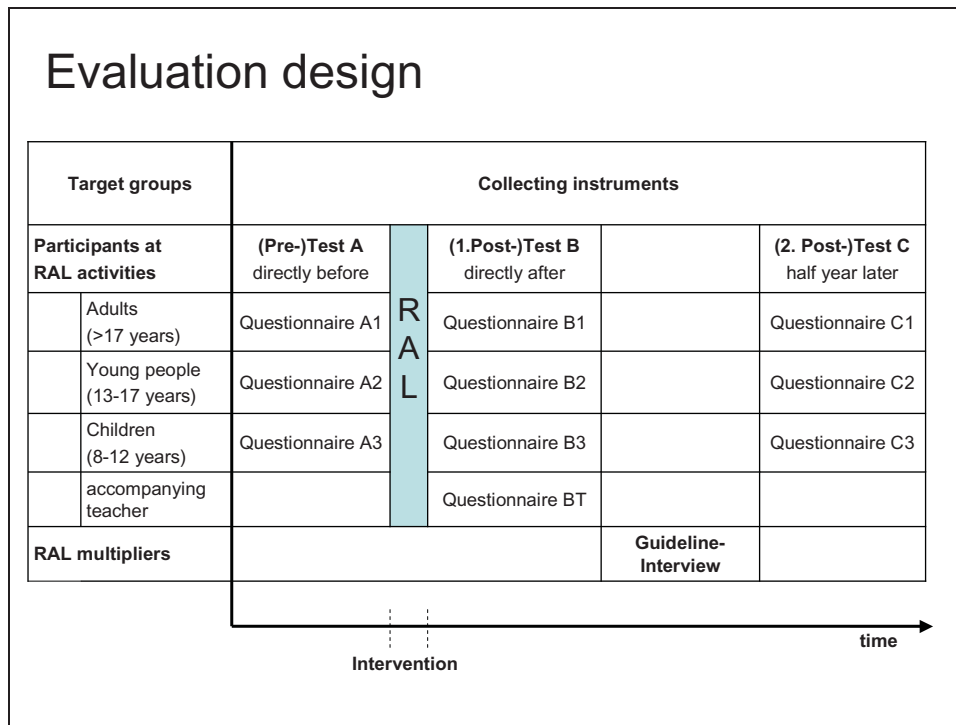 Evaluation design
Target groups
Collecting instruments
Participants at
RAL activities
(Pre-)Test A
directly before
(1.Post-)Test B
directly after
(2. Post-)Test C
half year later
R
A
L
Adults
(>17 years)
Questionnaire A1
Questionnaire B1
Questionnaire C1
Young people
(13-17 years)
Questionnaire A2
Questionnaire B2
Questionnaire C2
Children
(8-12 years)
Questionnaire A3
Questionnaire B3
Questionnaire C3
accompanying
teacher
Questionnaire BT
RAL multipliers
Guideline-
Interview
time
Intervention